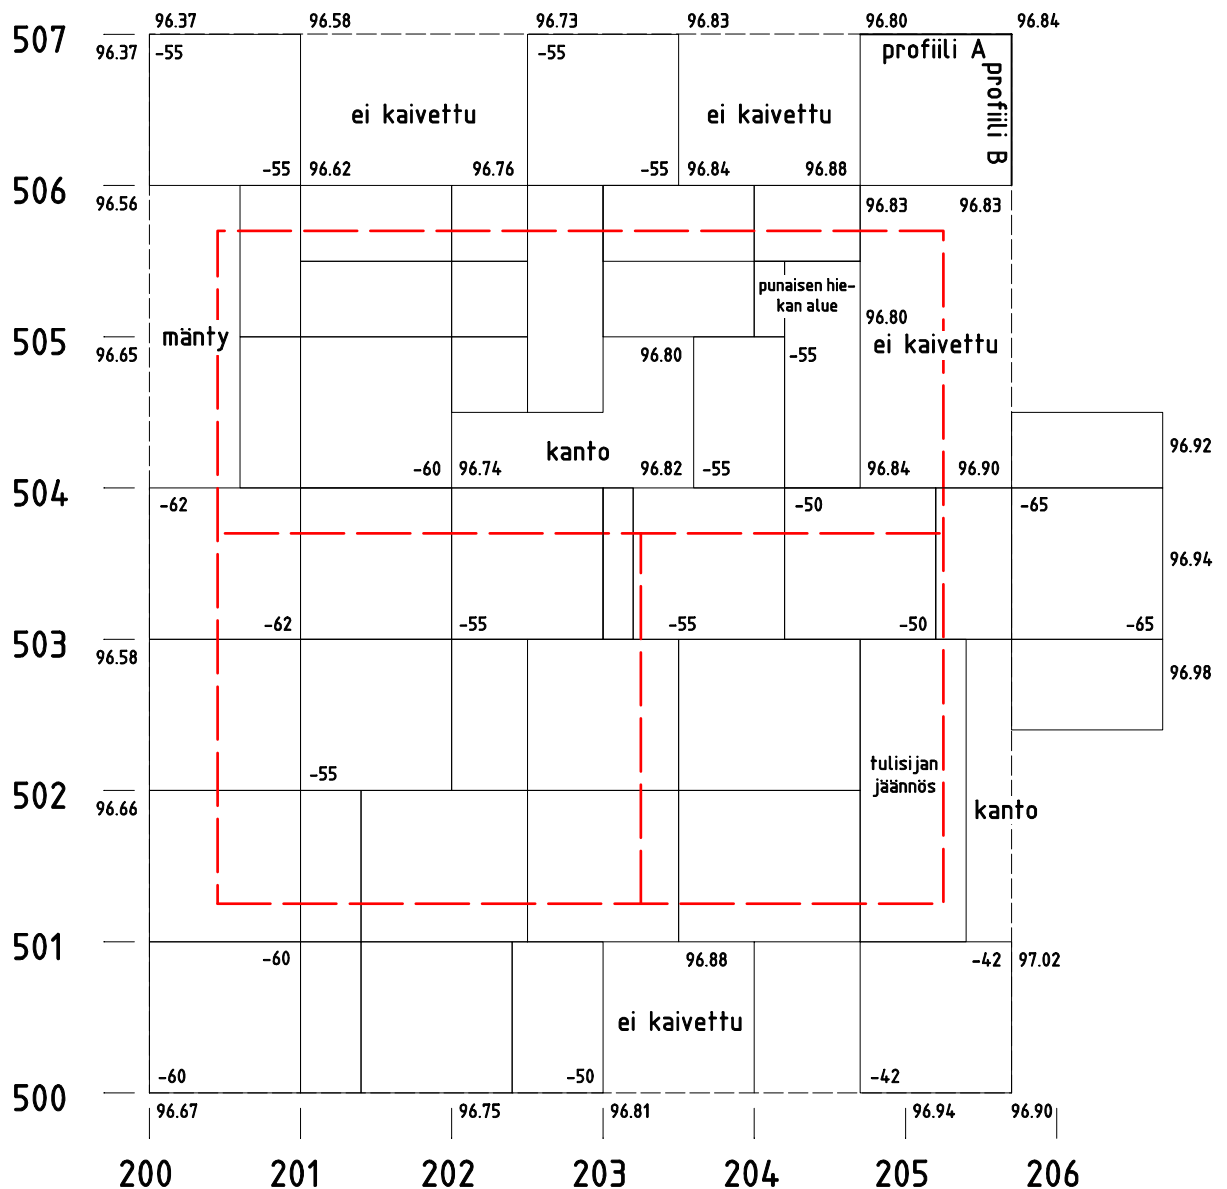 96.37 96.58 96.73 96.83 96.80 96.84
507
96.37 -55 -55 profiili A
profiili B
ei kaivettu ei kaivettu
-55 96.62 96.76 -55 96.84 96.88
506
96.56 96.83 96.83
punaisen hie-
kan alue
96.80
505 mänty ei kaivettu
96.65 96.80 -55
kanto 96.92
-60 96.74 96.82 -55 96.84 96.90
504
-62 -50 -65
96.94
-62 -55 -55 -50 -65
503
96.58 96.98
tulisijan
jäännös
-55
502
96.66 kanto
501
-60 96.88 -42 97.02
ei kaivettu
-60 -50 -42
500
96.67 96.75 96.81 96.94 96.90
200 201 202 203 204 205 206